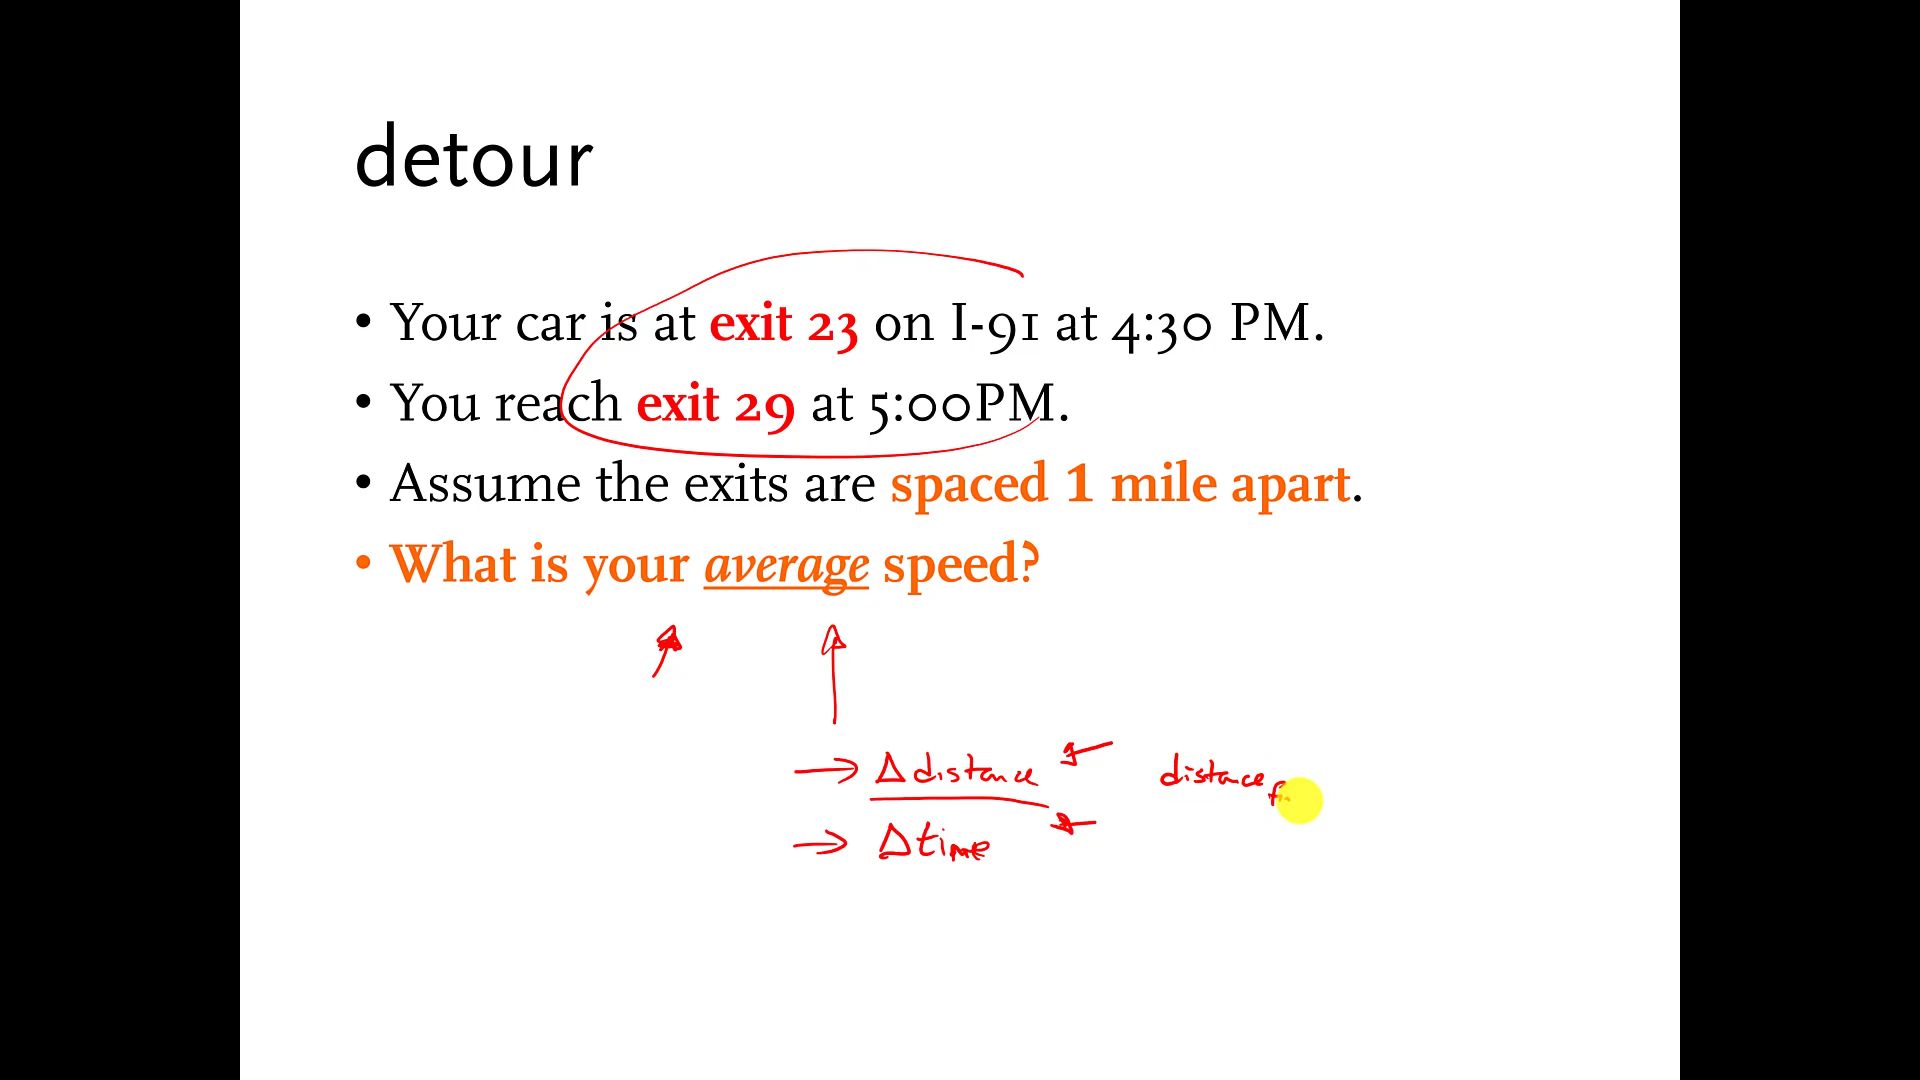 detour
• Your car is at exit 23 on I-91 at 4:30 PM.
• You reach exit 29 at 5:00PM.
• Assume the exits are spaced 1 mile apart.
• What is your average speed?
→ Δdistance distance
→ Δtime